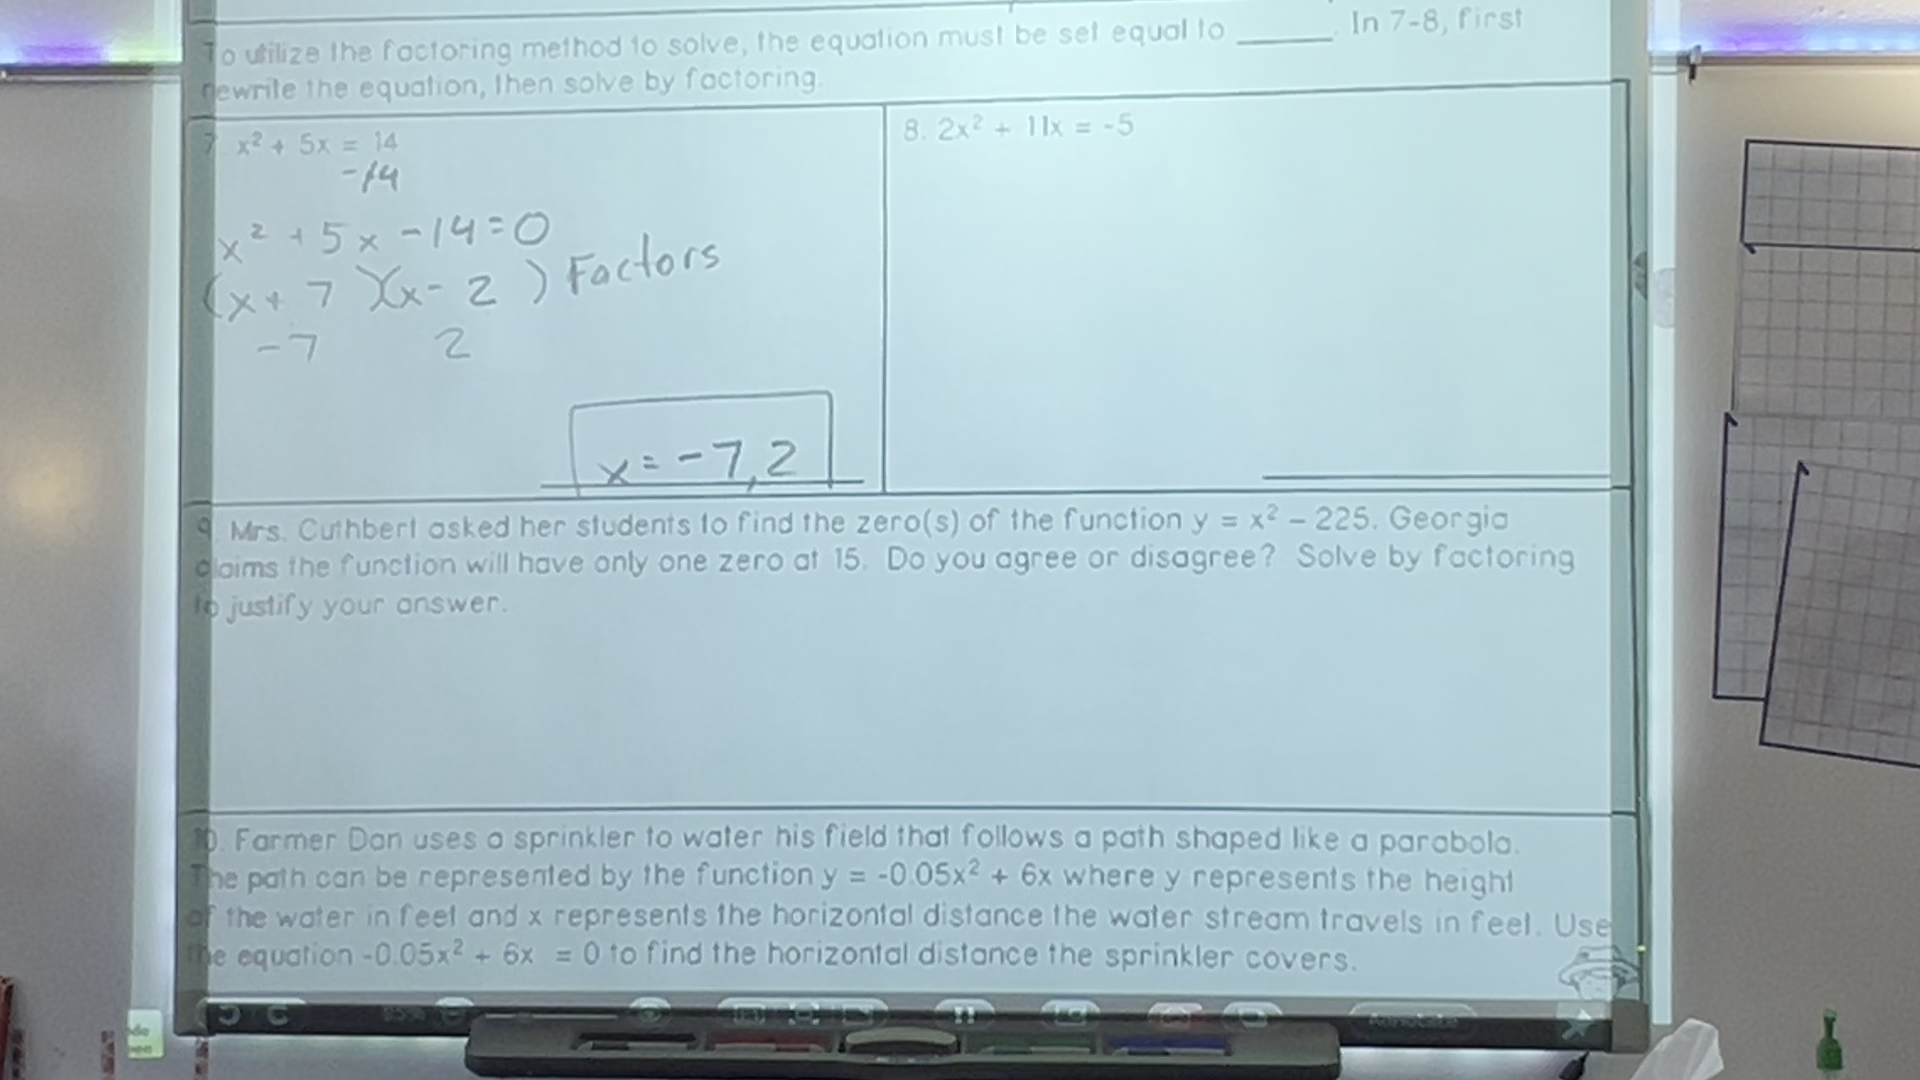 To utilize the factoring method to solve, the equation must be set equal to ______. In 7-8, first
rewrite the equation, then solve by factoring.
7. x² + 5x = 14
-14
x² + 5x -14=0
(x+ 7 )(x- 2 ) Factors
-7 2
x = -7,2
8. 2x² + 11x = -5
9. Mrs. Cuthbert asked her students to find the zero(s) of the function y = x² – 225. Georgia
claims the function will have only one zero at 15. Do you agree or disagree? Solve by factoring
to justify your answer.
10. Farmer Dan uses a sprinkler to water his field that follows a path shaped like a parabola.
The path can be represented by the function y = -0.05x² + 6x where y represents the height
of the water in feet and x represents the horizontal distance the water stream travels in feet. Use
the equation -0.05x² + 6x = 0 to find the horizontal distance the sprinkler covers.
85%